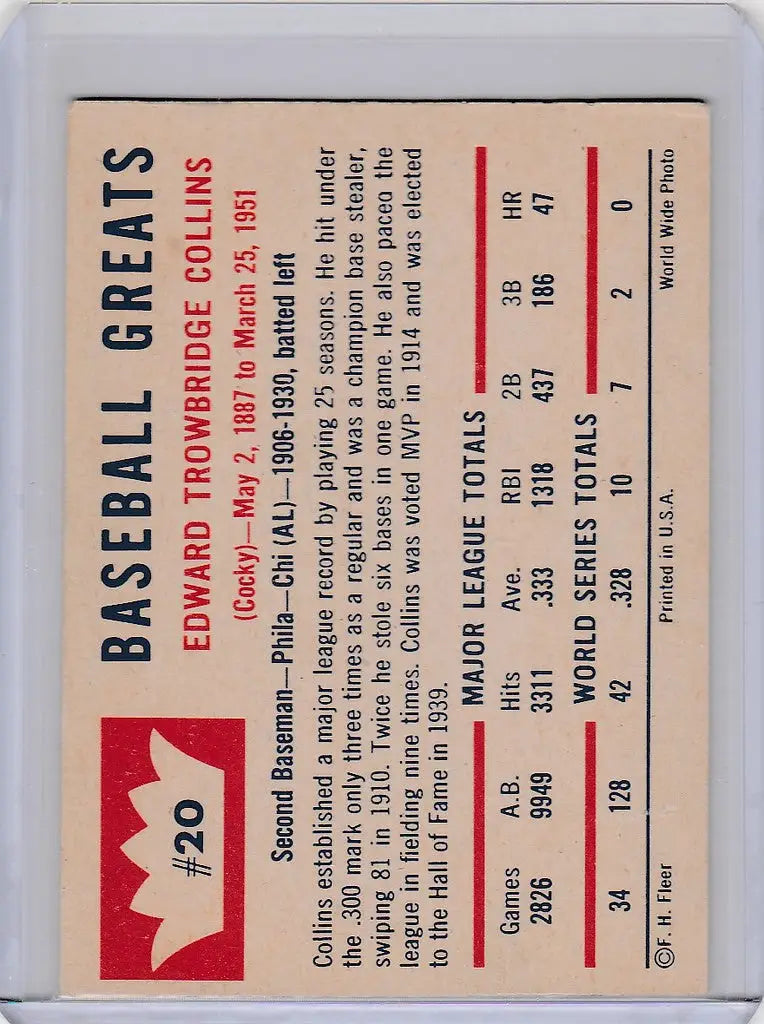 #20
BASEBALL GREATS
EDWARD TROWBRIDGE COLLINS
(Cocky)—May 2, 1887 to March 25, 1951
Second Baseman—Phila—Chi (AL)—1906-1930, batted left
Collins established a major league record by playing 25 seasons. He hit under
the .300 mark only three times as a regular and was a champion base stealer,
swiping 81 in 1910. Twice he stole six bases in one game. He also paced the
league in fielding nine times. Collins was voted MVP in 1914 and was elected
to the Hall of Fame in 1939.
MAJOR LEAGUE TOTALS
Games A.B. Hits Ave. RBI 2B 3B HR
2826 9949 3311 .333 1318 437 186 47
WORLD SERIES TOTALS
34 128 42 .328 10 7 2 0
©F. H. Fleer Printed in U.S.A. World Wide Photo